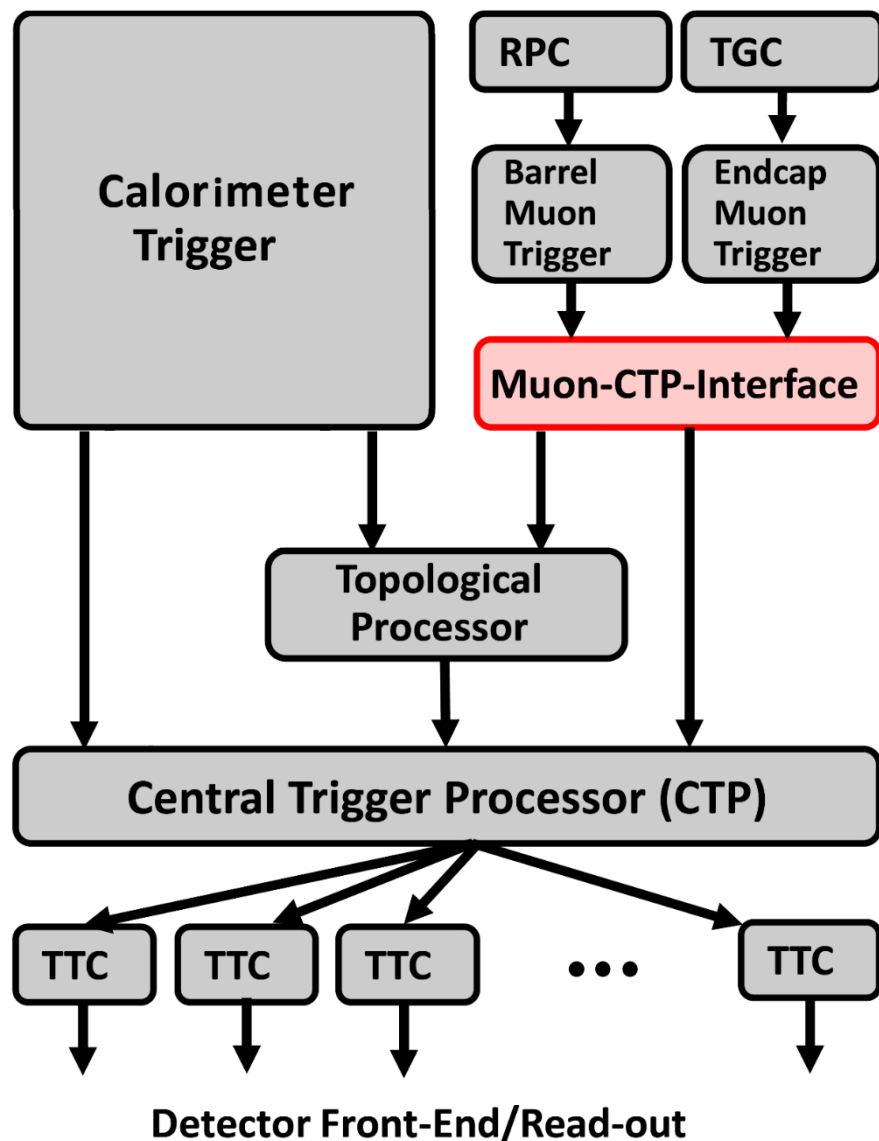 Calorimeter
Trigger
RPC
TGC
Barrel
Muon
Trigger
Endcap
Muon
Trigger
Muon-CTP-Interface
Topological
Processor
Central Trigger Processor (CTP)
TTC
TTC
TTC
•••
TTC
Detector Front-End/Read-out